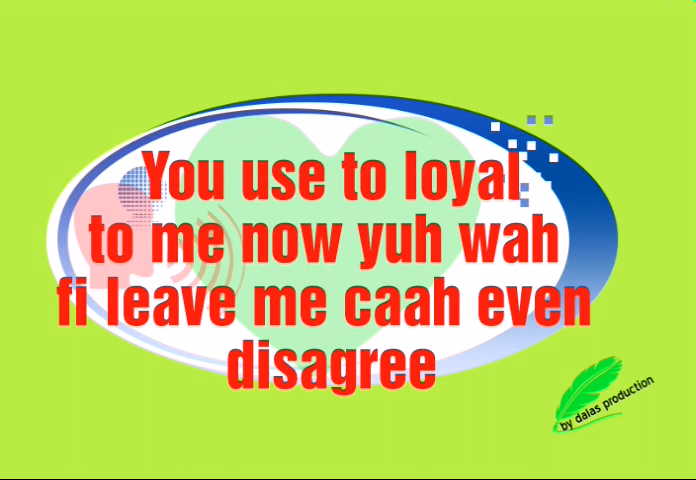 You use to loyal
to me now yuh wah
fi leave me caah even
disagree
by dalas production